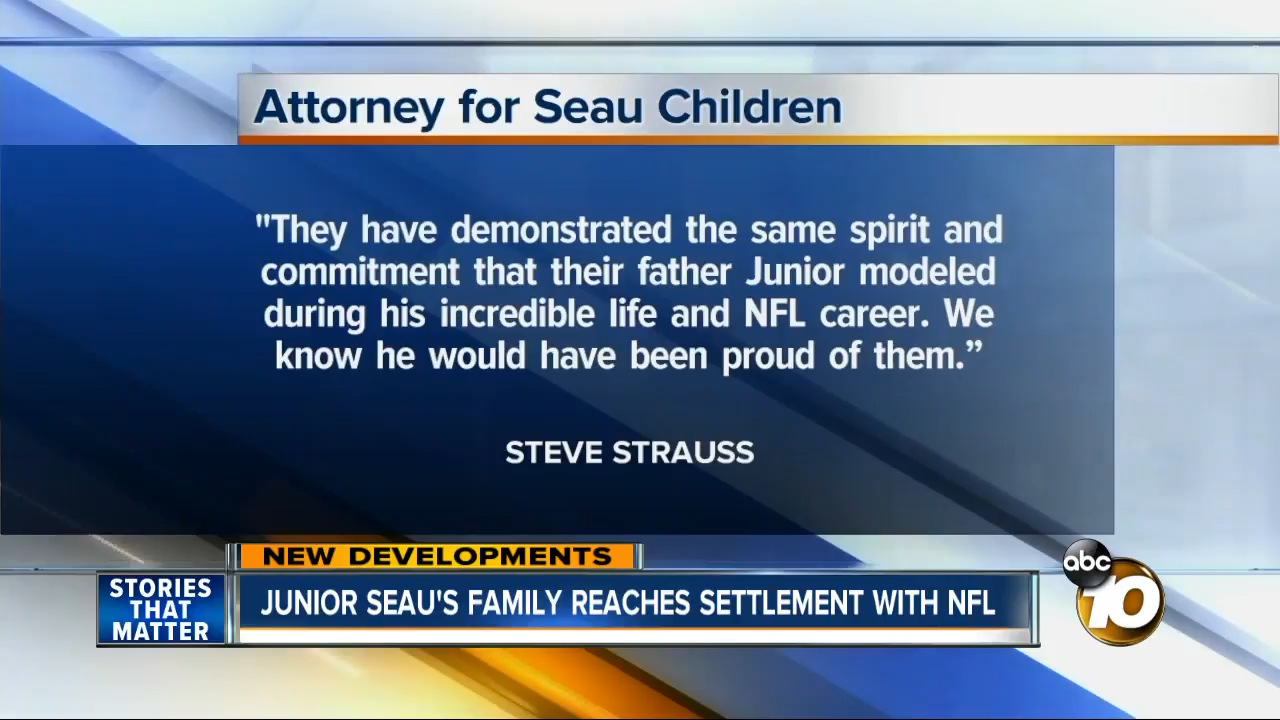 Attorney for Seau Children
"They have demonstrated the same spirit and
commitment that their father Junior modeled
during his incredible life and NFL career. We
know he would have been proud of them.”
STEVE STRAUSS
NEW DEVELOPMENTS
STORIES
THAT
MATTER
JUNIOR SEAU'S FAMILY REACHES SETTLEMENT WITH NFL
abc
10